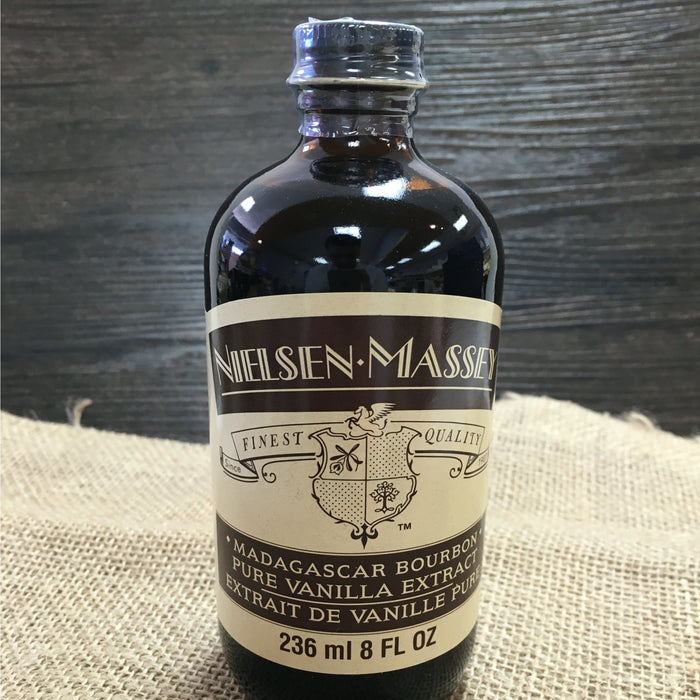 NIELSEN·MASSEY
FINEST QUALITY
Since
TM
• MADAGASCAR BOURBON •
PURE VANILLA EXTRACT
EXTRAIT DE VANILLE PURE
236 ml 8 FL OZ